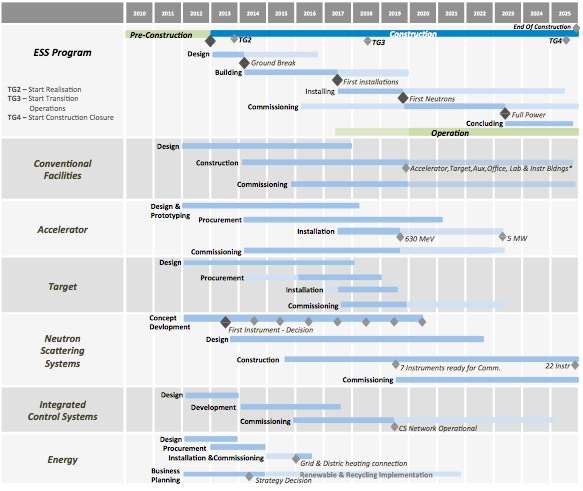 2010 2011 2012 2013 2014 2015 2016 2017 2018 2019 2020 2021 2022 2023 2024 2025
End Of Construction
Pre-Construction
Construction
TG2
TG3
TG4
ESS Program
Design
Ground Break
Building
First installations
TG2 – Start Realisation
TG3 – Start Transition
Operations
TG4 – Start Construction Closure
Installing
First Neutrons
Commissioning
Full Power
Concluding
Operation
Design
Conventional
Facilities
Construction
Accelerator,Target,Aux,Office, Lab & Instr Bldngs*
Commissioning
Design &
Prototyping
Procurement
Accelerator
Installation
630 MeV
5 MW
Commissioning
Design
Target
Procurement
Installation
Commissioning
Concept
Devlopment
First Instrument - Decision
Neutron
Scattering
Systems
Design
Construction
7 Instruments ready for Comm.
22 Instr
Commissioning
Design
Integrated
Control Systems
Development
Commissioning
CS Network Operational
Design
Procurement
Energy
Installation &Commissioning
Grid & Distric heating connection
Business
Planning
Renewable & Recycling Implementation
Strategy Decision